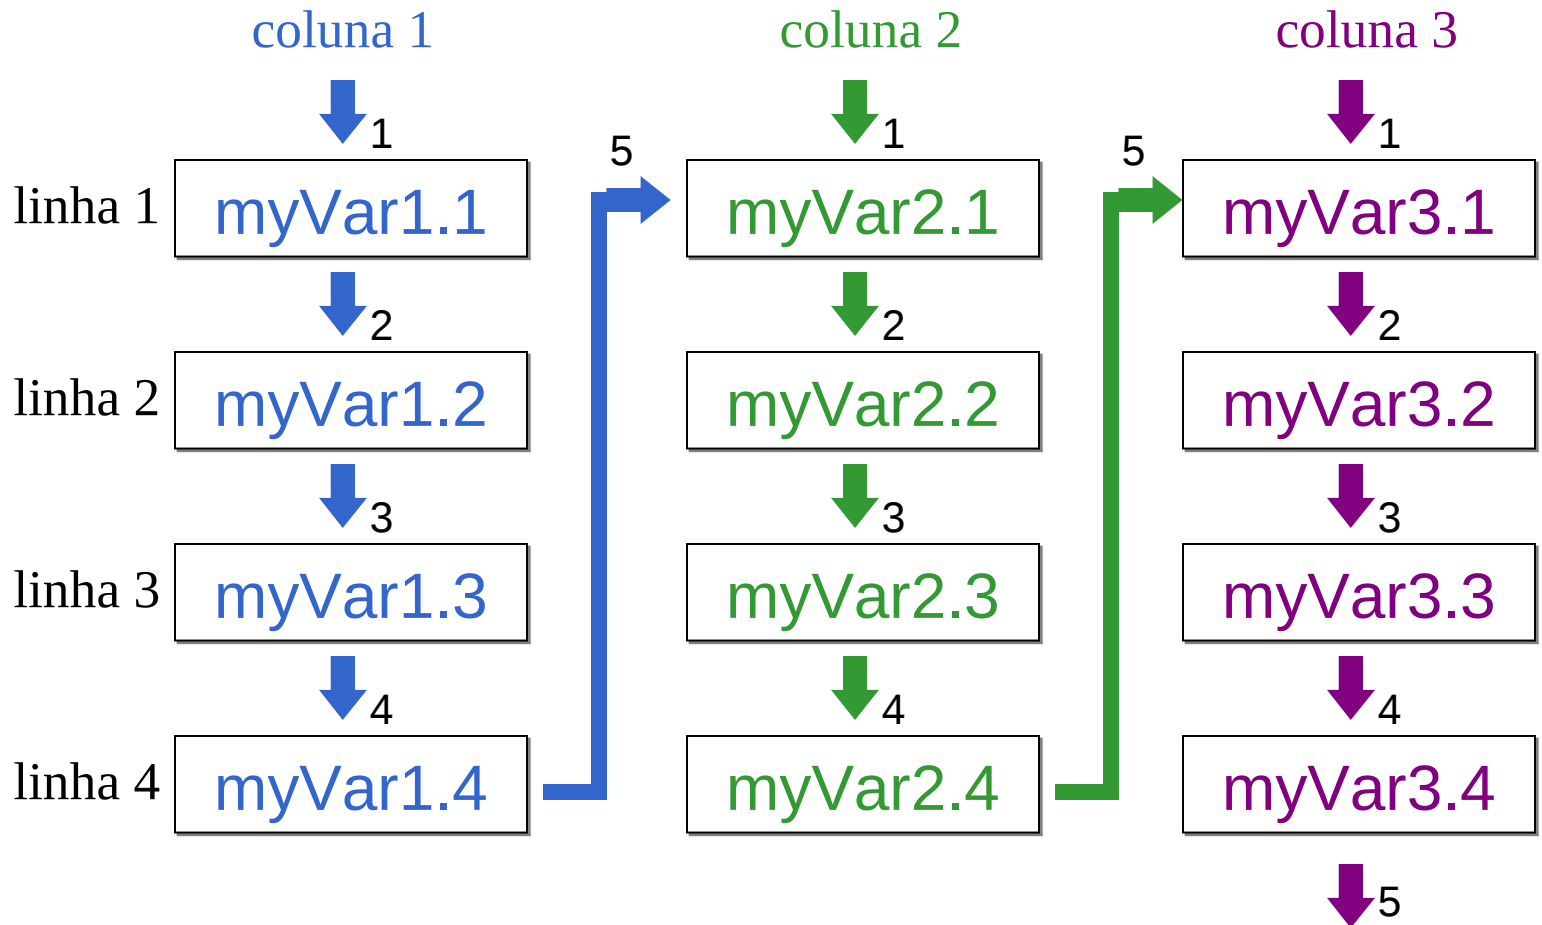 coluna 1 coluna 2 coluna 3
1 5 1 5 1
linha 1 myVar1.1 myVar2.1 myVar3.1
2 2 2
linha 2 myVar1.2 myVar2.2 myVar3.2
3 3 3
linha 3 myVar1.3 myVar2.3 myVar3.3
4 4 4
linha 4 myVar1.4 myVar2.4 myVar3.4
5